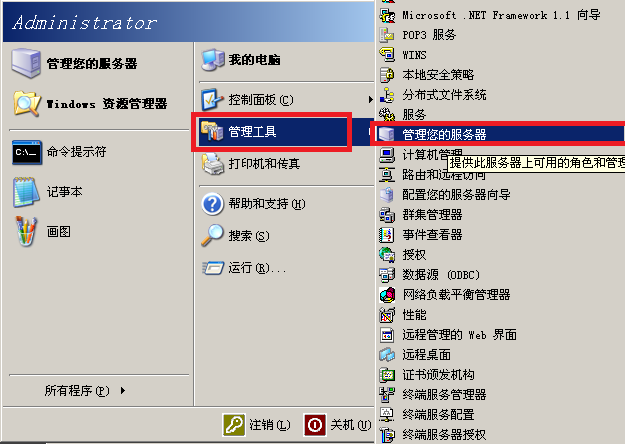 Administrator
管理您的服务器
Windows 资源管理器
命令提示符
C:\_
记事本
画图
所有程序(P)
我的电脑
控制面板(C)
管理工具
打印机和传真
帮助和支持(H)
搜索(S)
运行(R)...
注销(L)
关机(U)
Microsoft .NET Framework 1.1 向导
POP3 服务
WINS
本地安全策略
分布式文件系统
服务
管理您的服务器
计算机管理
提供此服务器上可用的角色和管理
路由和远程访问
配置您的服务器向导
群集管理器
事件查看器
授权
数据源 (ODBC)
网络负载平衡管理器
性能
远程管理的 Web 界面
远程桌面
证书颁发机构
终端服务管理器
终端服务配置
终端服务器授权